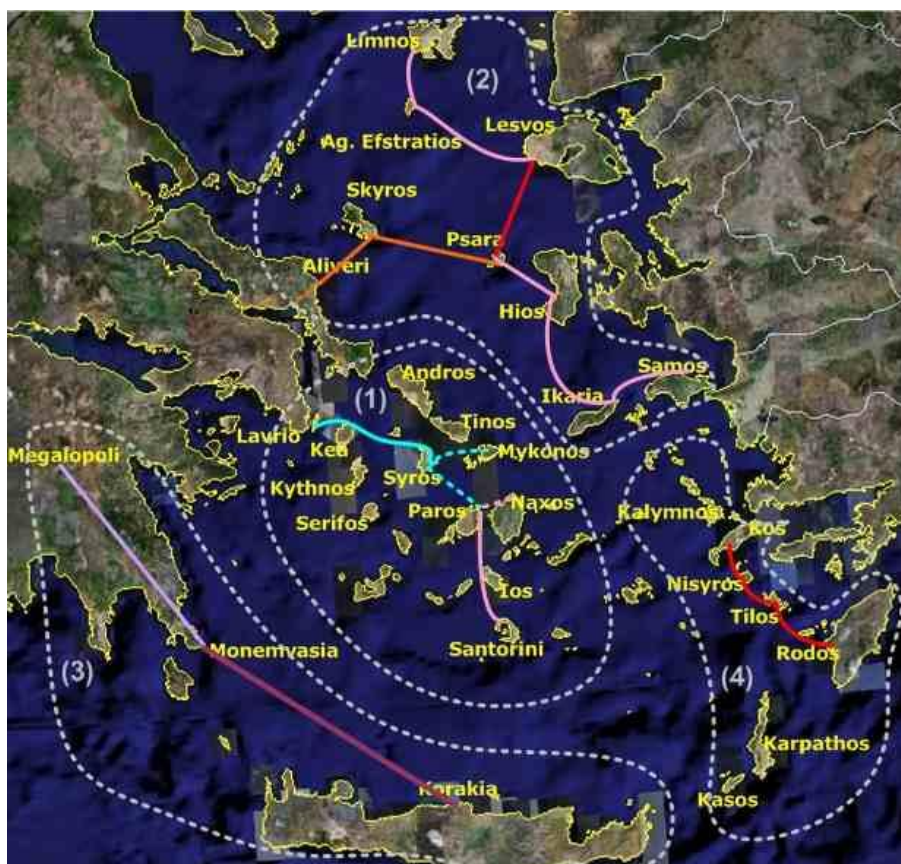 Limnos
(2)
Lesvos
Ag. Efstratios
Skyros
Psara
Aliveri
Hios
Samos
Andros
Ikaria
(1)
Tinos
Lavrio
Kea
Mykonos
Megalopoli
Syros
Kythnos
Naxos
Serifos
Paros
Kalymnos
Kos
Nisyros
Ios
Tilos
Monemvasia
Santorini
Rodos
(3)
(4)
Karpathos
Korakia
Kasos